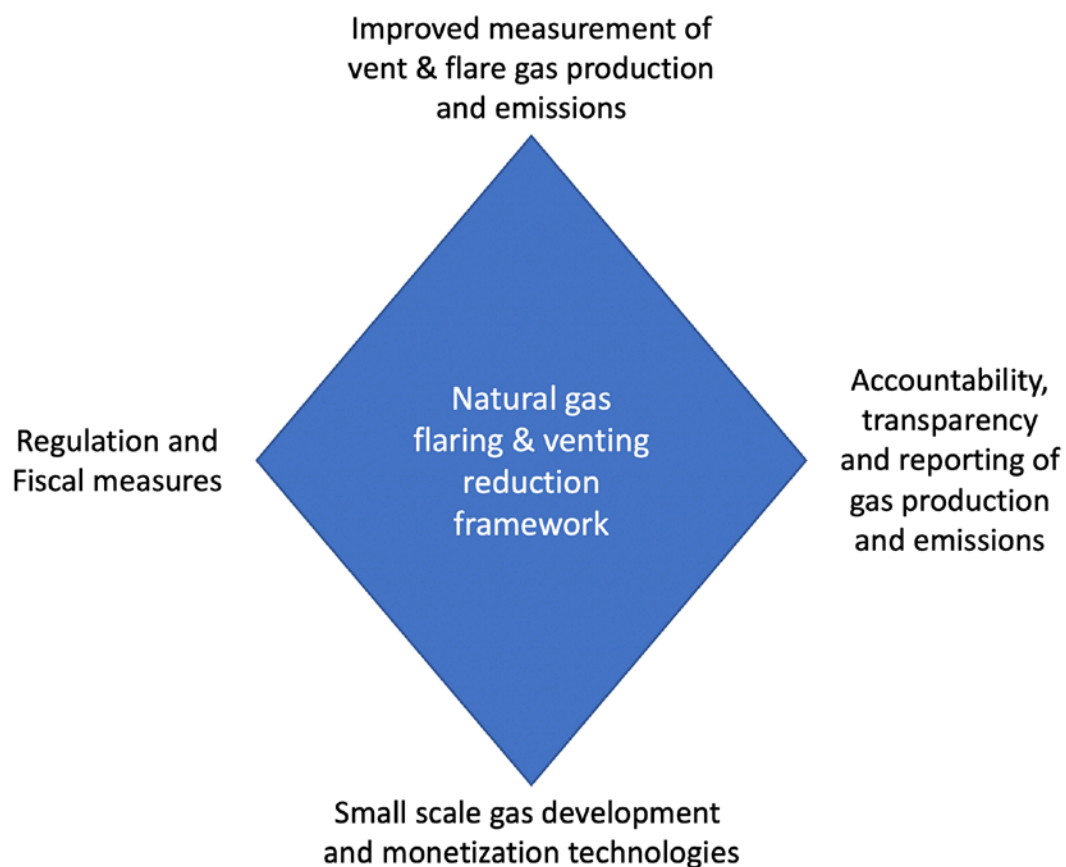 Improved measurement of
vent & flare gas production
and emissions
Natural gas
flaring & venting
reduction
framework
Regulation and
Fiscal measures
Accountability,
transparency
and reporting of
gas production
and emissions
Small scale gas development
and monetization technologies